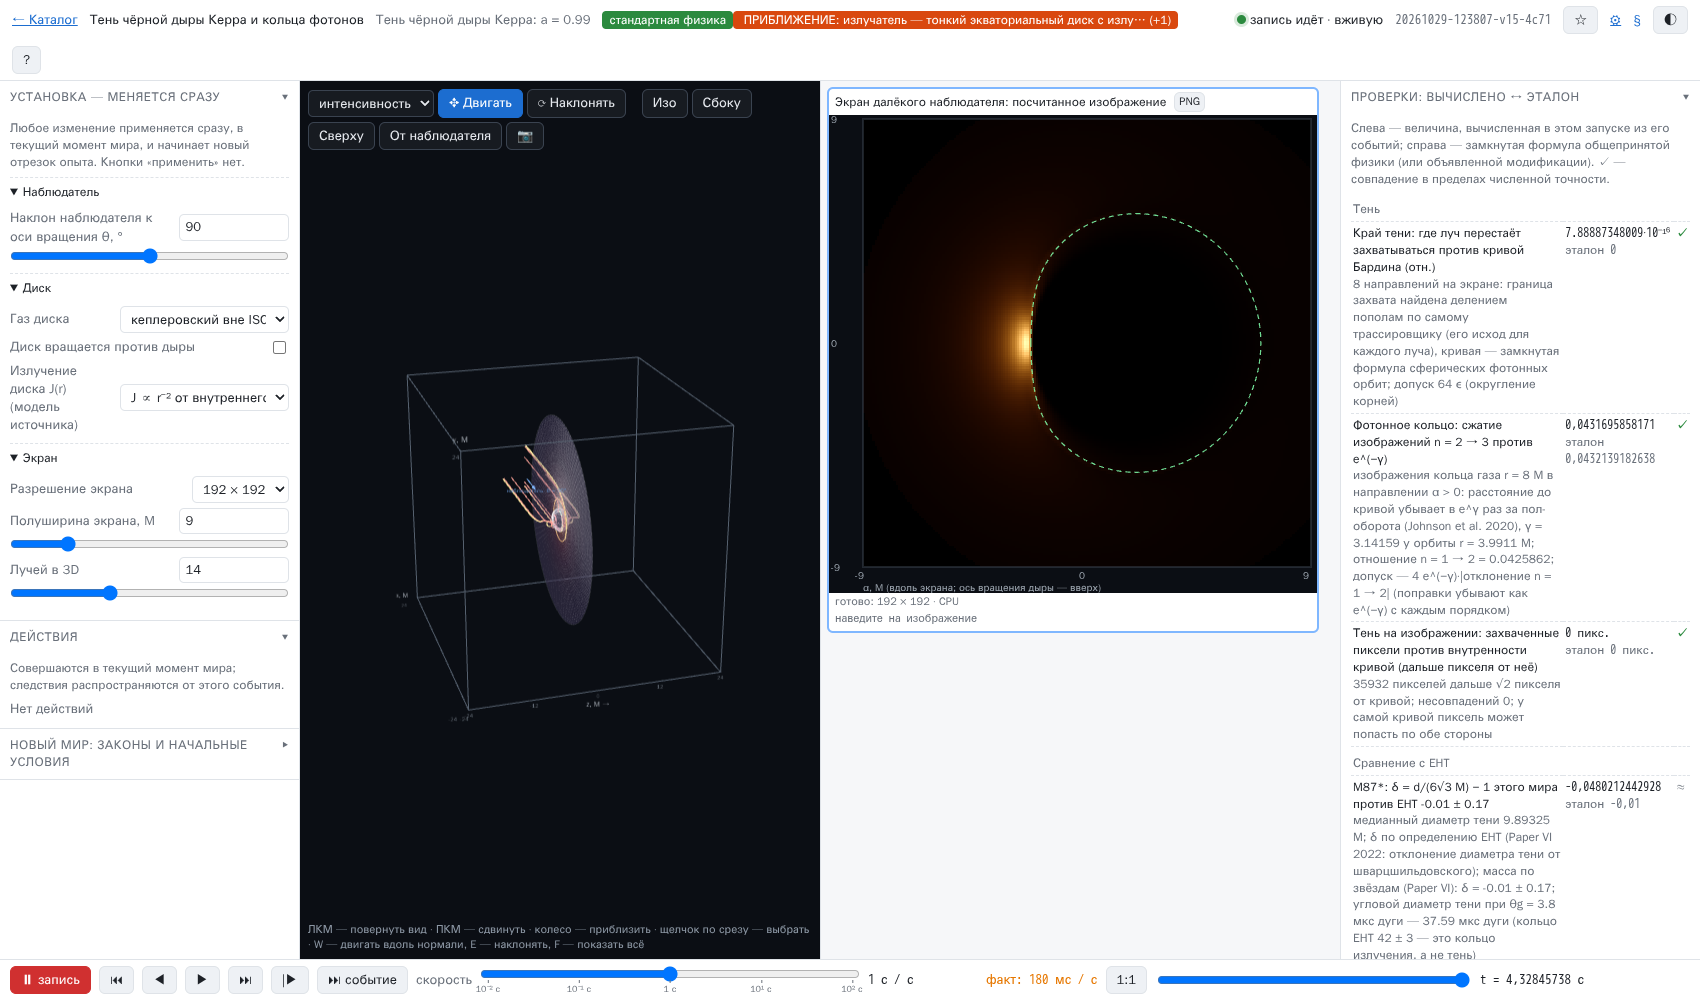 ← Каталог Тень чёрной дыры Керра и кольца фотонов Тень чёрной дыры Керра: a = 0.99 стандартная физика ПРИБЛИЖЕНИЕ: излучатель — тонкий экваториальный диск с излу··· (+1) запись идёт · вживую 20261029-123807-v15-4c71 ☆ ⚙ § ◐
?
УСТАНОВКА — МЕНЯЕТСЯ СРАЗУ ▾
Любое изменение применяется сразу, в
текущий момент мира, и начинает новый
отрезок опыта. Кнопки «применить» нет.
▼ Наблюдатель
Наклон наблюдателя к
оси вращения θ, ° 90
▼ Диск
Газ диска кеплеровский вне ISC
Диск вращается против дыры
Излучение
диска J(r)
(модель
источника) J ∝ r⁻² от внутреннего
▼ Экран
Разрешение экрана 192 × 192
Полуширина экрана, M 9
Лучей в 3D 14
ДЕЙСТВИЯ ▾
Совершаются в текущий момент мира;
следствия распространяются от этого события.
Нет действий
НОВЫЙ МИР: ЗАКОНЫ И НАЧАЛЬНЫЕ
УСЛОВИЯ ▸
интенсивность ✥ Двигать ⟳ Наклонять Изо Сбоку
Сверху От наблюдателя 📷
y, M
24
x, M
12
z, M →
12
24
ЛКМ — повернуть вид · ПКМ — сдвинуть · колесо — приблизить · щелчок по срезу — выбрать
· W — двигать вдоль нормали, E — наклонять, F — показать всё
Экран далёкого наблюдателя: посчитанное изображение PNG
9
0
-9
-9 0 9
α, M (вдоль экрана; ось вращения дыры — вверх)
готово: 192 × 192 · CPU
наведите на изображение
ПРОВЕРКИ: ВЫЧИСЛЕНО ↔ ЭТАЛОН ▾
Слева — величина, вычисленная в этом запуске из его
событий; справа — замкнутая формула общепринятой
физики (или объявленной модификации). ✓ —
совпадение в пределах численной точности.
Тень
Край тени: где луч перестаёт 7.88887348009·10⁻¹⁶ ✓
захватываться против кривой эталон 0
Бардина (отн.)
8 направлений на экране: граница
захвата найдена делением
пополам по самому
трассировщику (его исход для
каждого луча), кривая — замкнутая
формула сферических фотонных
орбит; допуск 64 ϵ (округление
корней)
Фотонное кольцо: сжатие 0,0431695858171 ✓
изображений n = 2 → 3 против эталон
e^(−γ) 0,0432139182638
изображения кольца газа r = 8 M в
направлении α > 0: расстояние до
кривой убывает в e^γ раз за пол-
оборота (Johnson et al. 2020), γ =
3.14159 у орбиты r = 3.9911 M;
отношение n = 1 → 2 = 0.0425862;
допуск — 4 e^(−γ)·|отклонение n =
1 → 2| (поправки убывают как
e^(−γ) с каждым порядком)
Тень на изображении: захваченные 0 пикс. ✓
пиксели против внутренности эталон 0 пикс.
кривой (дальше пикселя от неё)
35932 пикселей дальше √2 пикселя
от кривой; несовпадений 0; у
самой кривой пиксель может
попасть по обе стороны
Сравнение с EHT
M87*: δ = d/(6√3 M) − 1 этого мира -0,0480212442928 ≈
против EHT -0.01 ± 0.17 эталон -0,01
медианный диаметр тени 9.89325
M; δ по определению EHT (Paper VI
2022: отклонение диаметра тени от
шварцшильдовского); масса по
звёздам (Paper VI): δ = -0.01 ± 0.17;
угловой диаметр тени при θg = 3.8
мкс дуги — 37.59 мкс дуги (кольцо
EHT 42 ± 3 — это кольцо
излучения, а не тень)
⏸ запись ⏮ ◀ ▶ ⏭ |▶ ⏭ событие скорость 1 с / с факт: 180 мс / с 1:1 t = 4,32845738 с
10⁻² с 10⁻¹ с 1 с 10¹ с 10² с